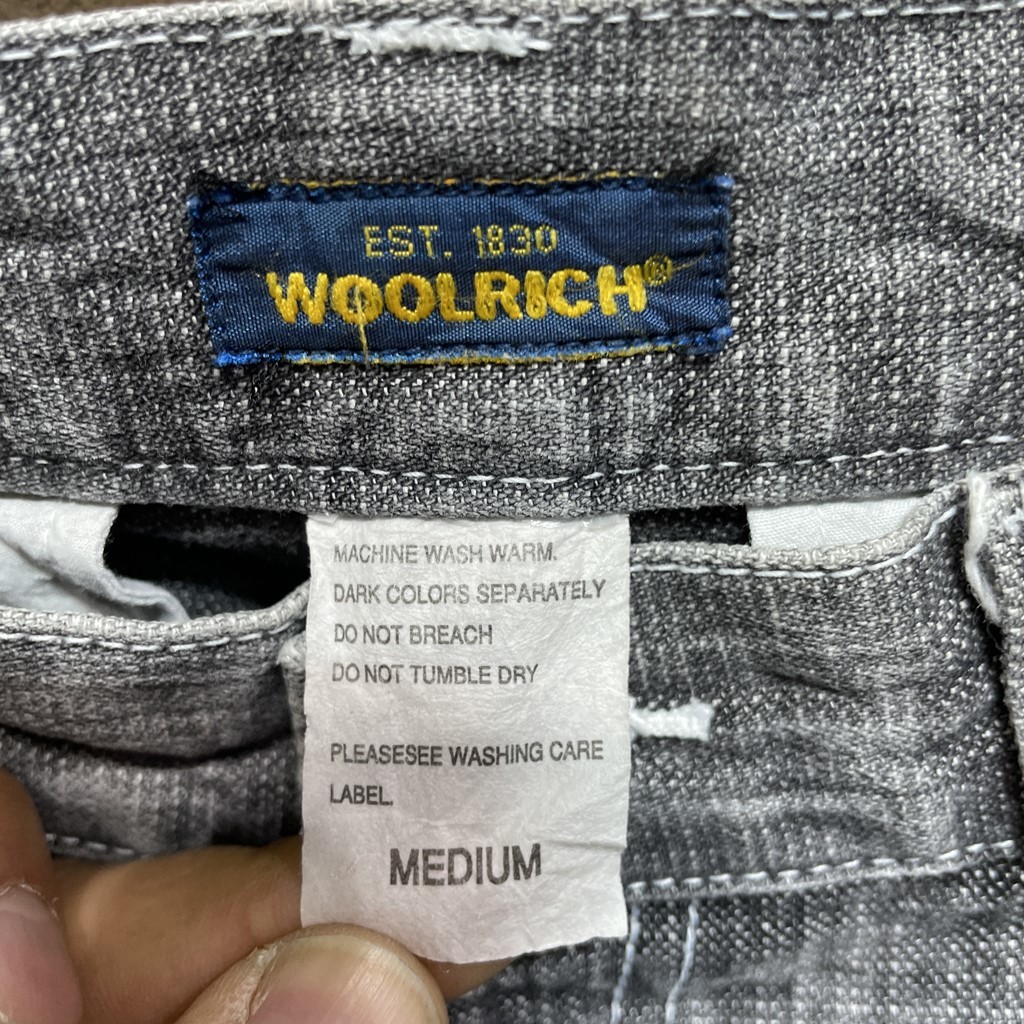 EST. 1830
WOOLRICH®
MACHINE WASH WARM.
DARK COLORS SEPARATELY
DO NOT BREACH
DO NOT TUMBLE DRY
PLEASESEE WASHING CARE
LABEL.
MEDIUM